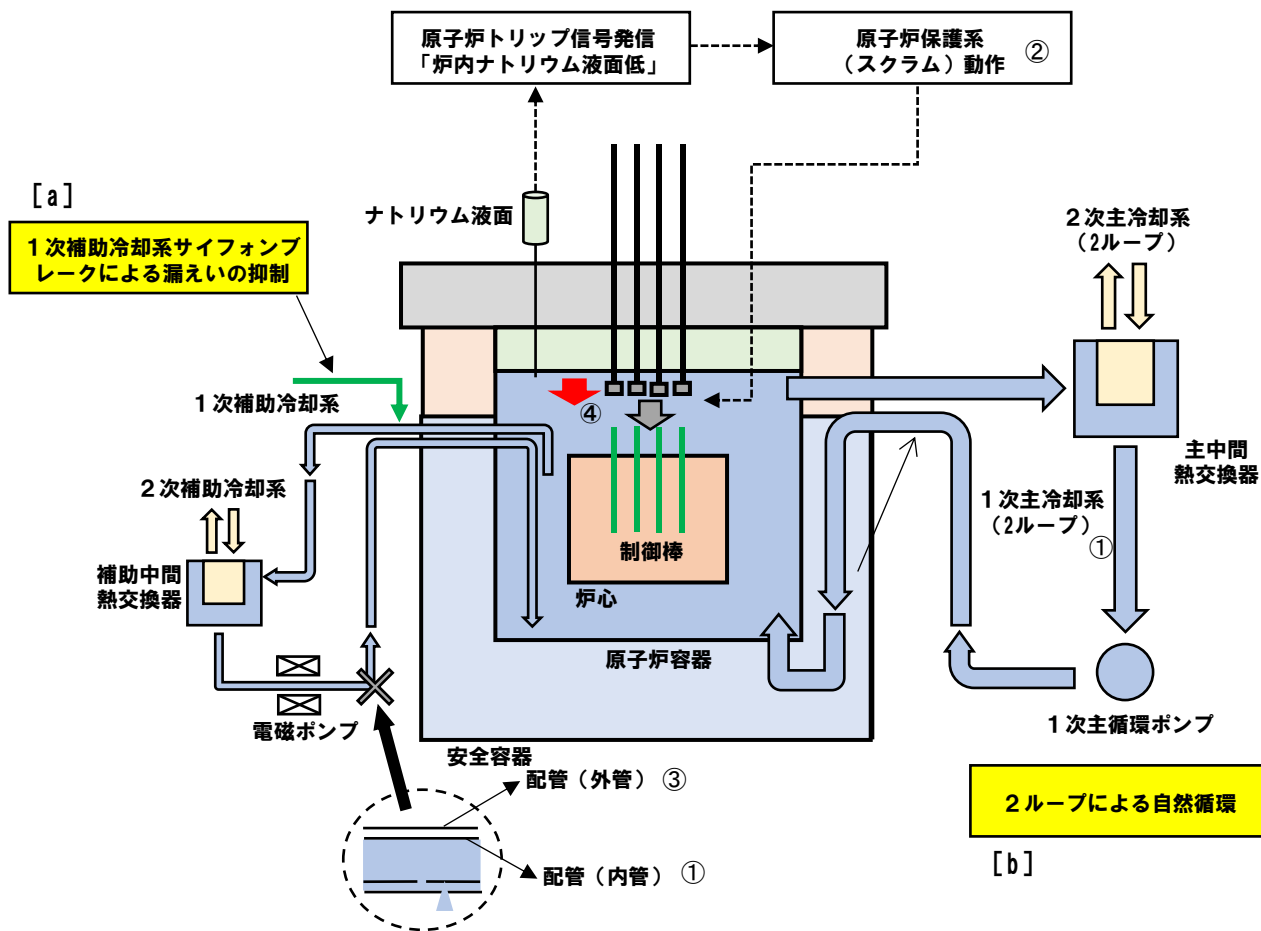 原子炉トリップ信号発信
「炉内ナトリウム液面低」
原子炉保護系
（スクラム）動作 ②
[a]
1次補助冷却系サイフォンブ
レークによる漏えいの抑制
ナトリウム液面
2次主冷却系
（2ループ）
1次補助冷却系
④
主中間
熱交換器
2次補助冷却系
1次主冷却系
（2ループ）
①
制御棒
補助中間
熱交換器
炉心
原子炉容器
電磁ポンプ
1次主循環ポンプ
安全容器
配管（外管） ③
2ループによる自然循環
[b]
配管（内管） ①